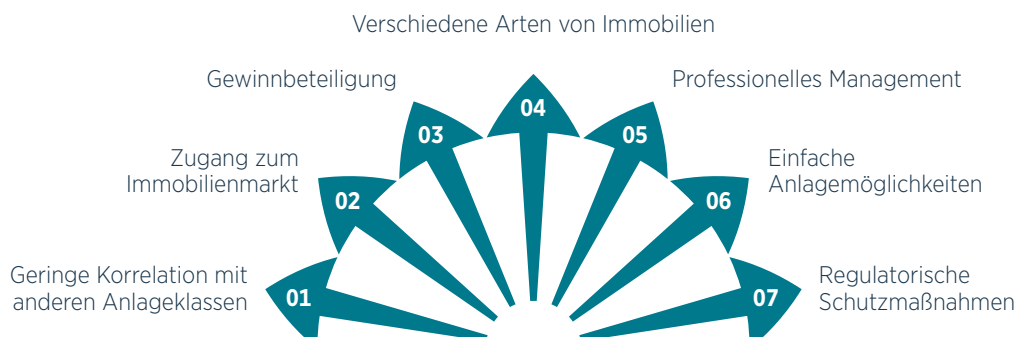 Verschiedene Arten von Immobilien
Gewinnbeteiligung
Professionelles Management
04
03
05
Zugang zum
Immobilienmarkt
Einfache
Anlagemöglichkeiten
02
06
Geringe Korrelation mit
anderen Anlageklassen
01
07
Regulatorische
Schutzmaßnahmen